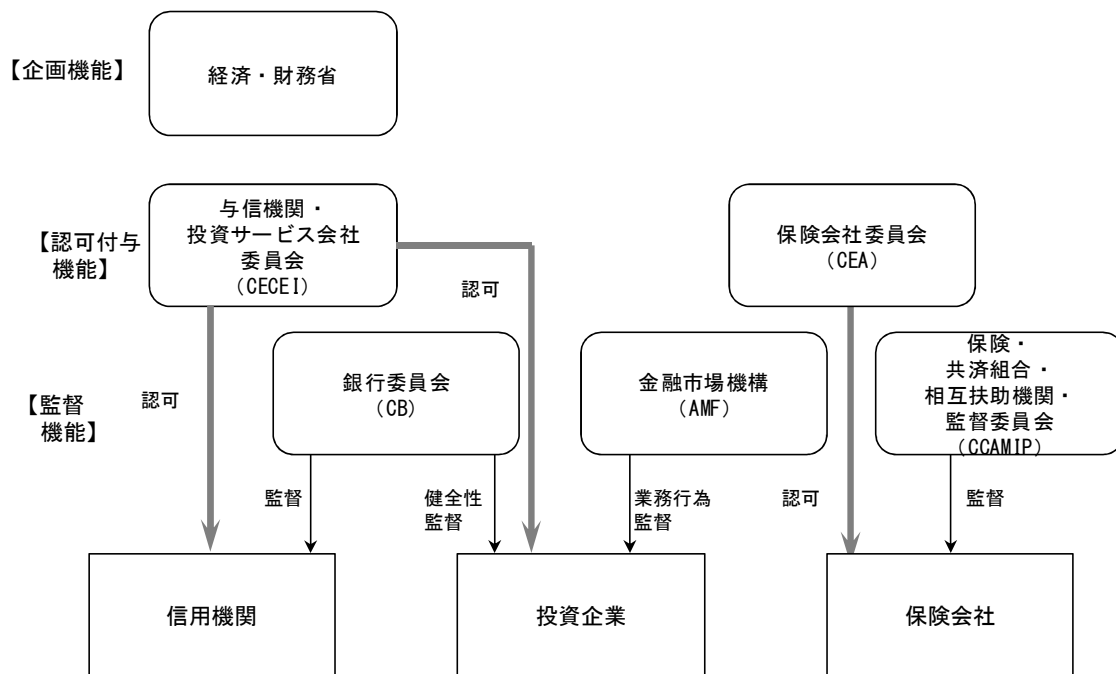 【企画機能】
経済・財務省
【認可付与
機能】
与信機関・
投資サービス会社
委員会
(CECEI)
保険会社委員会
(CEA)
認可
【監督
機能】
認可
銀行委員会
(CB)
金融市場機構
(AMF)
保険・
共済組合・
相互扶助機関・
監督委員会
(CCAMIP)
監督
健全性
監督
業務行為
監督
認可
監督
信用機関
投資企業
保険会社